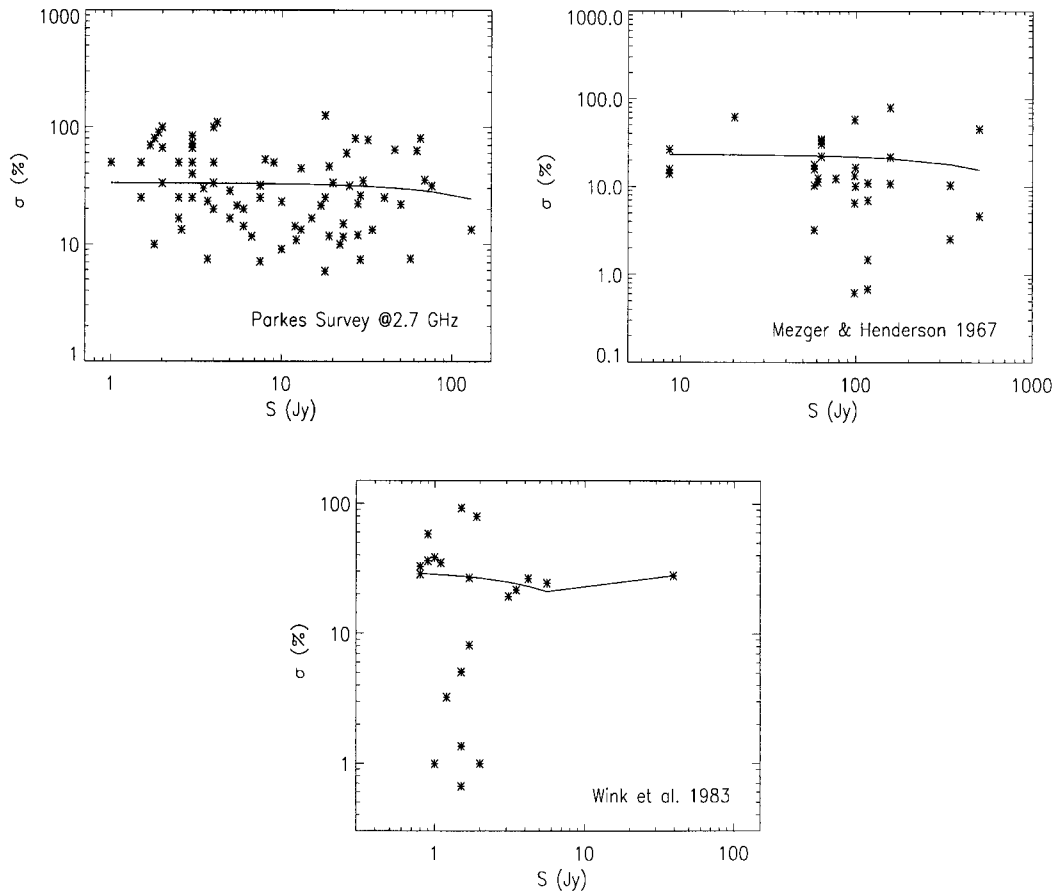 1000
100
10
1
σ (%)
Parkes Survey @2.7 GHz
1 10 100
S (Jy)
1000.0
100.0
10.0
1.0
0.1
σ (%)
Mezger & Henderson 1967
10 100 1000
S (Jy)
100
10
1
σ (%)
Wink et al. 1983
1 10 100
S (Jy)